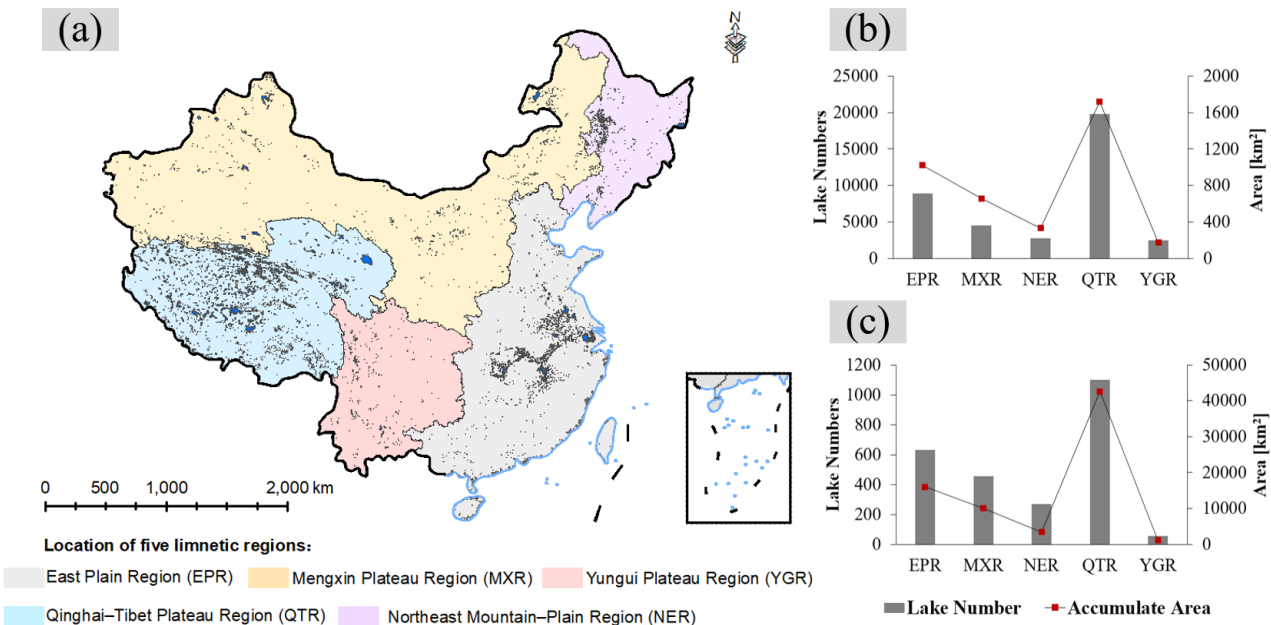 (a)
N
0 500 1,000 2,000 km
Location of five limnetic regions:
East Plain Region (EPR) Mengxin Plateau Region (MXR) Yungui Plateau Region (YGR)
Qinghai–Tibet Plateau Region (QTR) Northeast Mountain–Plain Region (NER)
(b)
25000
20000
15000
10000
5000
0
Lake Numbers
2000
1600
1200
800
400
0
Area [km²]
EPR MXR NER QTR YGR
(c)
1200
1000
800
600
400
200
0
Lake Numbers
50000
40000
30000
20000
10000
0
Area [km²]
EPR MXR NER QTR YGR
Lake Number Accumulate Area